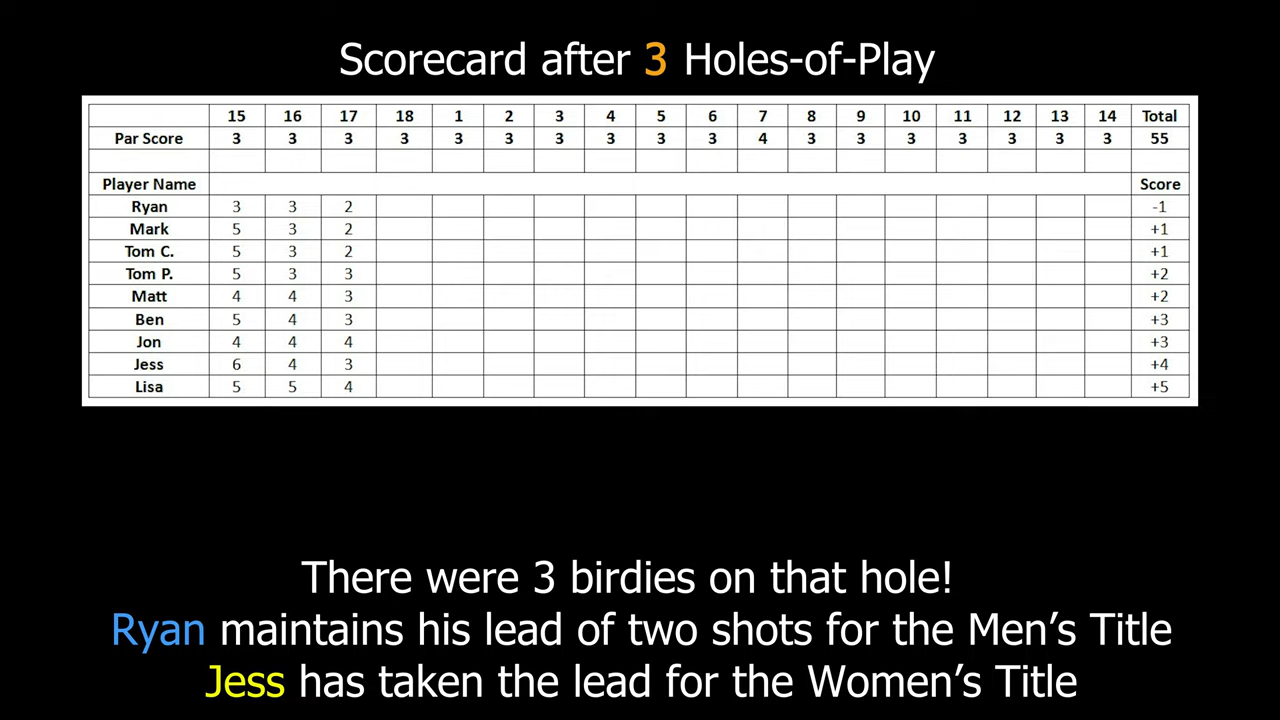 Scorecard after 3 Holes-of-Play
15 16 17 18 1 2 3 4 5 6 7 8 9 10 11 12 13 14 Total
Par Score 3 3 3 3 3 3 3 3 3 3 4 3 3 3 3 3 3 3 55
Player Name Score
Ryan 3 3 2 -1
Mark 5 3 2 +1
Tom C. 5 3 2 +1
Tom P. 5 3 3 +2
Matt 4 4 3 +2
Ben 5 4 3 +3
Jon 4 4 4 +3
Jess 6 4 3 +4
Lisa 5 5 4 +5
There were 3 birdies on that hole!
Ryan maintains his lead of two shots for the Men’s Title
Jess has taken the lead for the Women’s Title